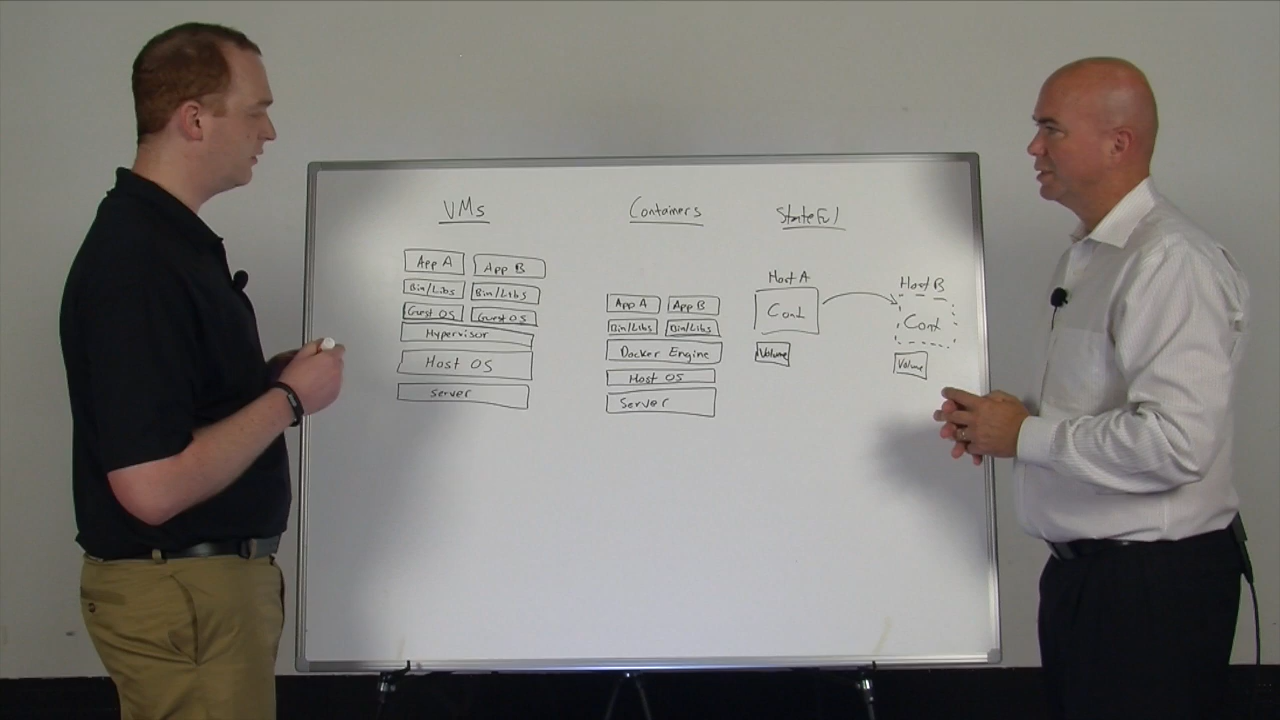 VMs
App A
App B
Bin/Libs
Bin/Libs
Guest OS
Guest OS
Hypervisor
Host OS
Server
Containers
App A
App B
Bin/Libs
Bin/Libs
Docker Engine
Host OS
Server
Stateful
Host A
Cont
Volume
Host B
Cont
Volume